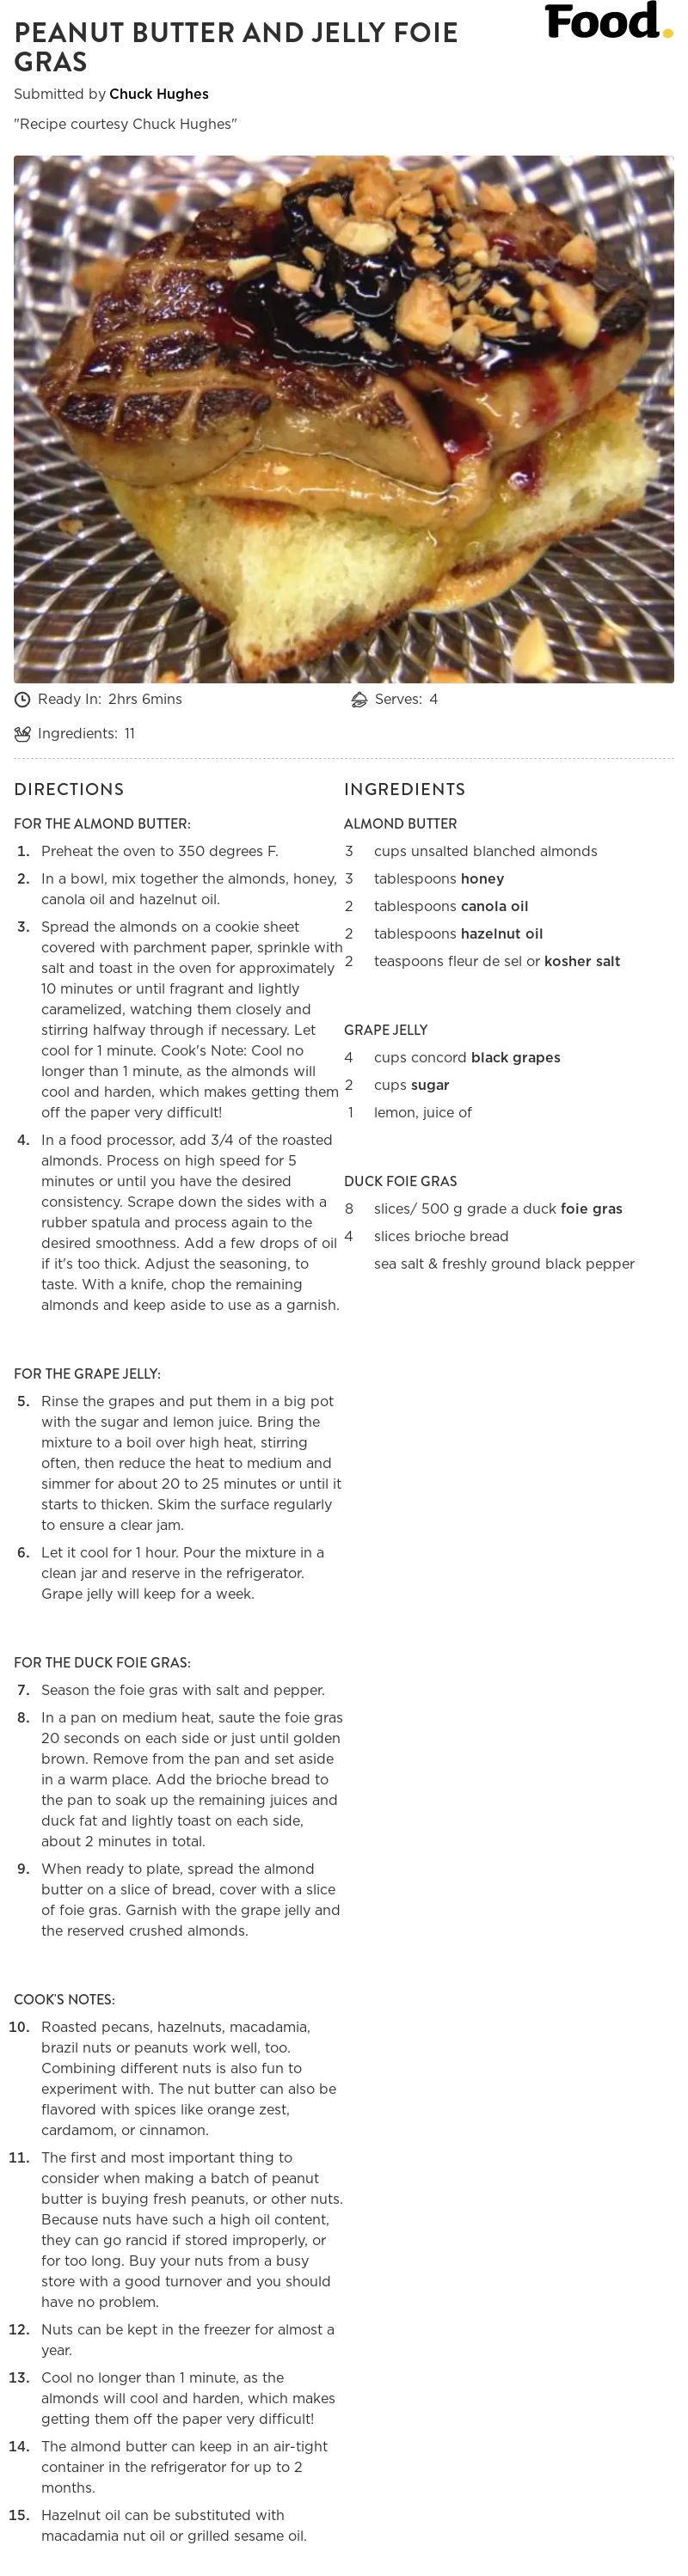 PEANUT BUTTER AND JELLY FOIE
GRAS
Food.
Submitted by Chuck Hughes
"Recipe courtesy Chuck Hughes"
Ready In: 2hrs 6mins
Serves: 4
Ingredients: 11
DIRECTIONS
FOR THE ALMOND BUTTER:
1. Preheat the oven to 350 degrees F.
2. In a bowl, mix together the almonds, honey,
canola oil and hazelnut oil.
3. Spread the almonds on a cookie sheet
covered with parchment paper, sprinkle with
salt and toast in the oven for approximately
10 minutes or until fragrant and lightly
caramelized, watching them closely and
stirring halfway through if necessary. Let
cool for 1 minute. Cook's Note: Cool no
longer than 1 minute, as the almonds will
cool and harden, which makes getting them
off the paper very difficult!
4. In a food processor, add 3/4 of the roasted
almonds. Process on high speed for 5
minutes or until you have the desired
consistency. Scrape down the sides with a
rubber spatula and process again to the
desired smoothness. Add a few drops of oil
if it's too thick. Adjust the seasoning, to
taste. With a knife, chop the remaining
almonds and keep aside to use as a garnish.
FOR THE GRAPE JELLY:
5. Rinse the grapes and put them in a big pot
with the sugar and lemon juice. Bring the
mixture to a boil over high heat, stirring
often, then reduce the heat to medium and
simmer for about 20 to 25 minutes or until it
starts to thicken. Skim the surface regularly
to ensure a clear jam.
6. Let it cool for 1 hour. Pour the mixture in a
clean jar and reserve in the refrigerator.
Grape jelly will keep for a week.
FOR THE DUCK FOIE GRAS:
7. Season the foie gras with salt and pepper.
8. In a pan on medium heat, saute the foie gras
20 seconds on each side or just until golden
brown. Remove from the pan and set aside
in a warm place. Add the brioche bread to
the pan to soak up the remaining juices and
duck fat and lightly toast on each side,
about 2 minutes in total.
9. When ready to plate, spread the almond
butter on a slice of bread, cover with a slice
of foie gras. Garnish with the grape jelly and
the reserved crushed almonds.
COOK'S NOTES:
10. Roasted pecans, hazelnuts, macadamia,
brazil nuts or peanuts work well, too.
Combining different nuts is also fun to
experiment with. The nut butter can also be
flavored with spices like orange zest,
cardamom, or cinnamon.
11. The first and most important thing to
consider when making a batch of peanut
butter is buying fresh peanuts, or other nuts.
Because nuts have such a high oil content,
they can go rancid if stored improperly, or
for too long. Buy your nuts from a busy
store with a good turnover and you should
have no problem.
12. Nuts can be kept in the freezer for almost a
year.
13. Cool no longer than 1 minute, as the
almonds will cool and harden, which makes
getting them off the paper very difficult!
14. The almond butter can keep in an air-tight
container in the refrigerator for up to 2
months.
15. Hazelnut oil can be substituted with
macadamia nut oil or grilled sesame oil.
INGREDIENTS
ALMOND BUTTER
3 cups unsalted blanched almonds
3 tablespoons honey
2 tablespoons canola oil
2 tablespoons hazelnut oil
2 teaspoons fleur de sel or kosher salt
GRAPE JELLY
4 cups concord black grapes
2 cups sugar
1 lemon, juice of
DUCK FOIE GRAS
8 slices/ 500 g grade a duck foie gras
4 slices brioche bread
sea salt & freshly ground black pepper